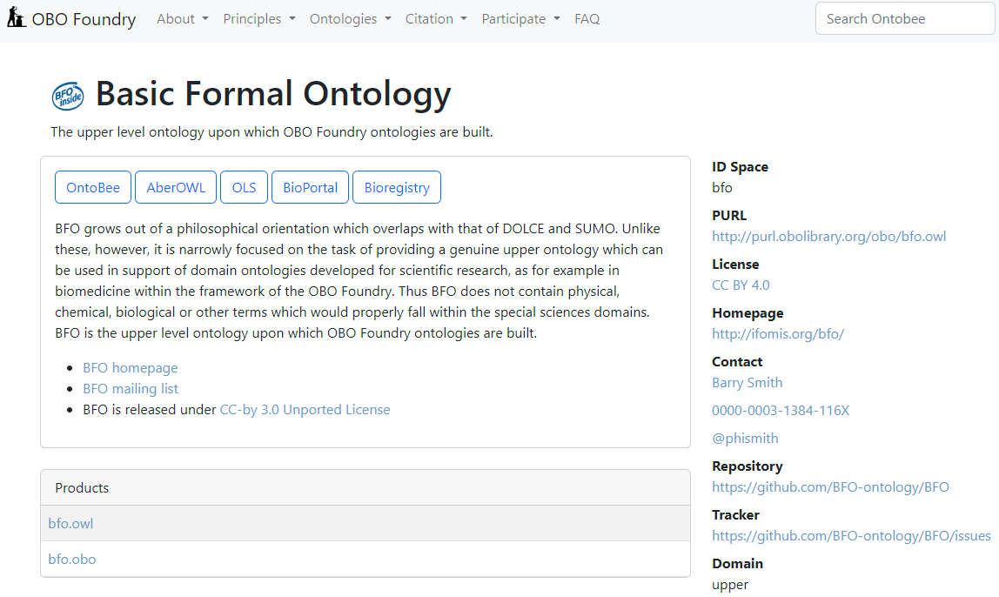 OBO Foundry About Principles Ontologies Citation Participate FAQ Search Ontobee
BFO inside Basic Formal Ontology
The upper level ontology upon which OBO Foundry ontologies are built.
OntoBee AberOWL OLS BioPortal Bioregistry
BFO grows out of a philosophical orientation which overlaps with that of DOLCE and SUMO. Unlike
these, however, it is narrowly focused on the task of providing a genuine upper ontology which can
be used in support of domain ontologies developed for scientific research, as for example in
biomedicine within the framework of the OBO Foundry. Thus BFO does not contain physical,
chemical, biological or other terms which would properly fall within the special sciences domains.
BFO is the upper level ontology upon which OBO Foundry ontologies are built.
• BFO homepage
• BFO mailing list
• BFO is released under CC-by 3.0 Unported License
Products
bfo.owl
bfo.obo
ID Space
bfo
PURL
http://purl.obolibrary.org/obo/bfo.owl
License
CC BY 4.0
Homepage
http://ifomis.org/bfo/
Contact
Barry Smith
0000-0003-1384-116X
@phismith
Repository
https://github.com/BFO-ontology/BFO
Tracker
https://github.com/BFO-ontology/BFO/issues
Domain
upper